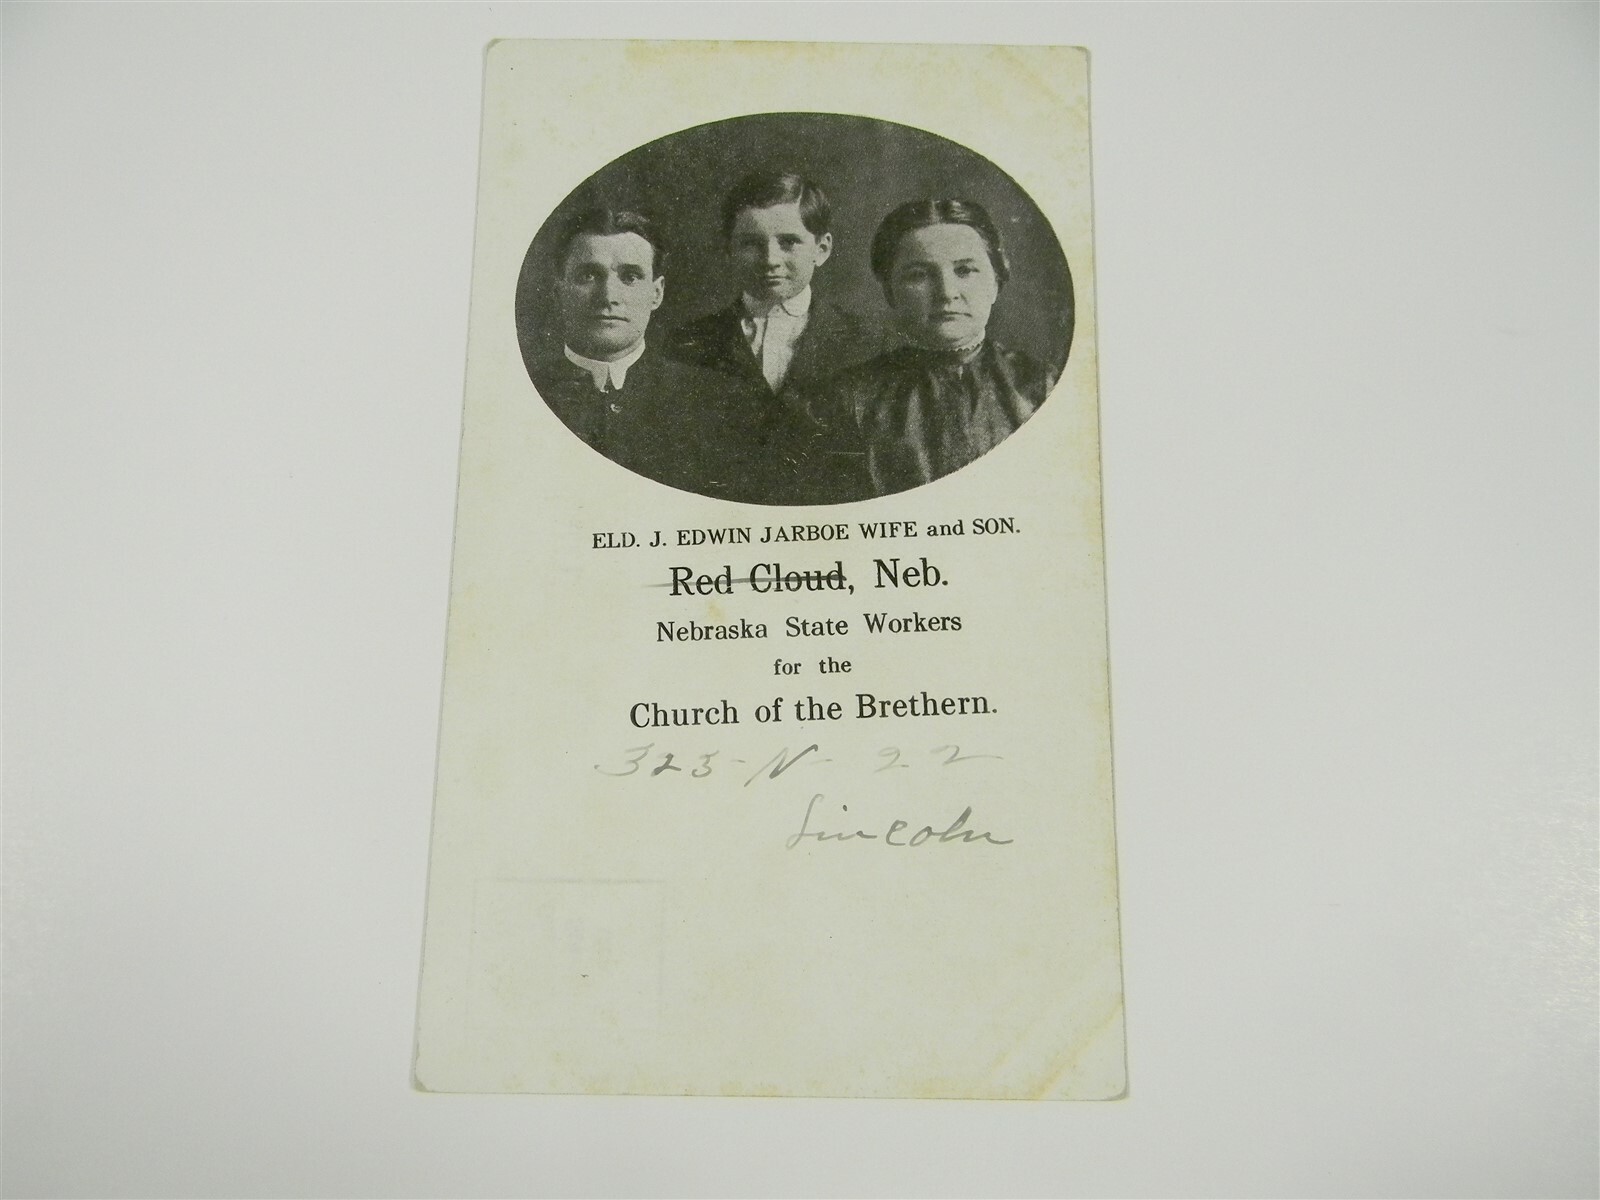 ELD. J. EDWIN JARBOE WIFE and SON.
Red Cloud, Neb.
Nebraska State Workers
for the
Church of the Brethern.
323-N- 22
Lincoln